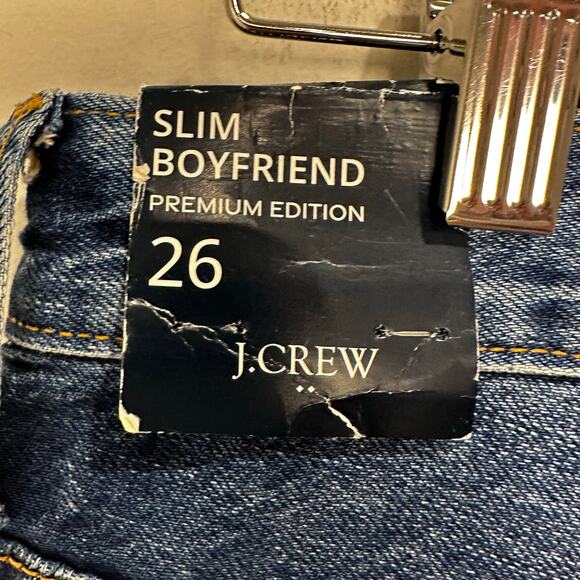 SLIM
BOYFRIEND
PREMIUM EDITION
26
J.CREW